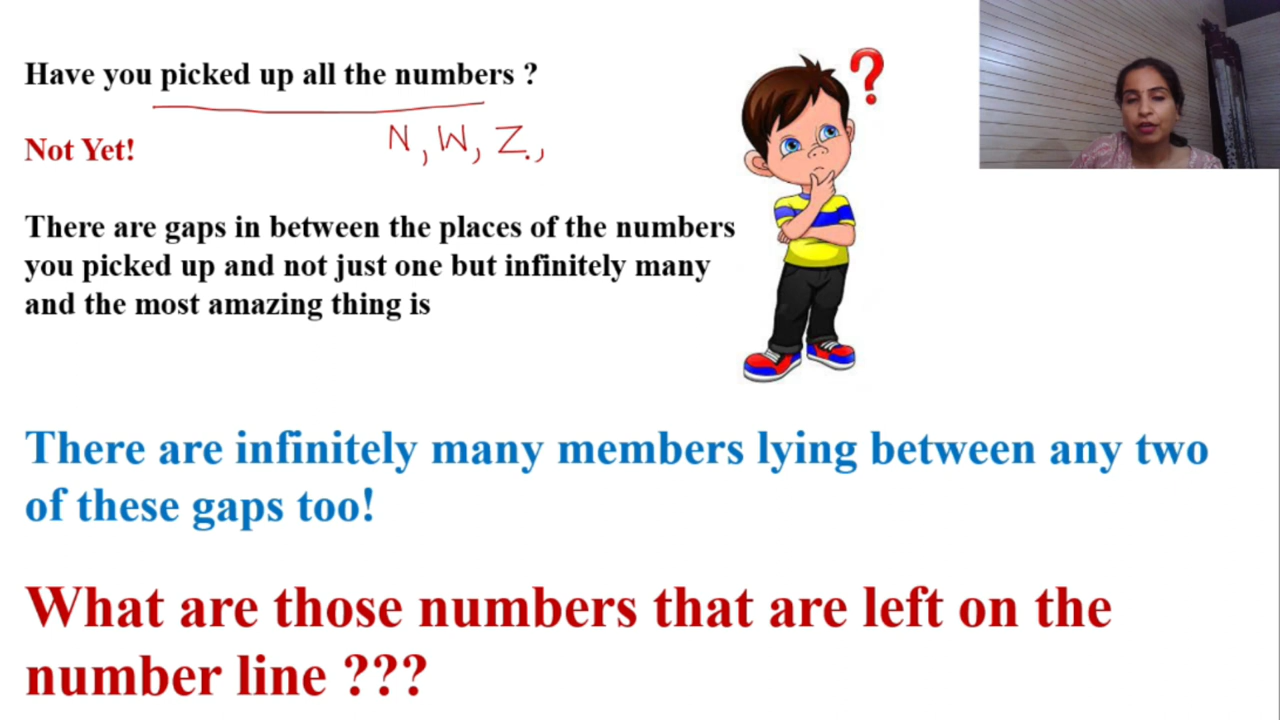 Have you picked up all the numbers ?
N, W, Z.,
Not Yet!
There are gaps in between the places of the numbers
you picked up and not just one but infinitely many
and the most amazing thing is
There are infinitely many members lying between any two
of these gaps too!
What are those numbers that are left on the
number line ???
?